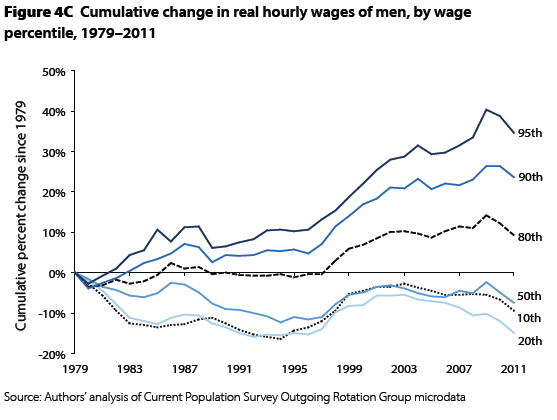 Figure 4C Cumulative change in real hourly wages of men, by wage
percentile, 1979–2011
Cumulative percent change since 1979
50%
40%
30%
20%
10%
0%
-10%
-20%
95th
90th
80th
50th
10th
20th
1979
1983
1987
1991
1995
1999
2003
2007
2011
Source: Authors' analysis of Current Population Survey Outgoing Rotation Group microdata